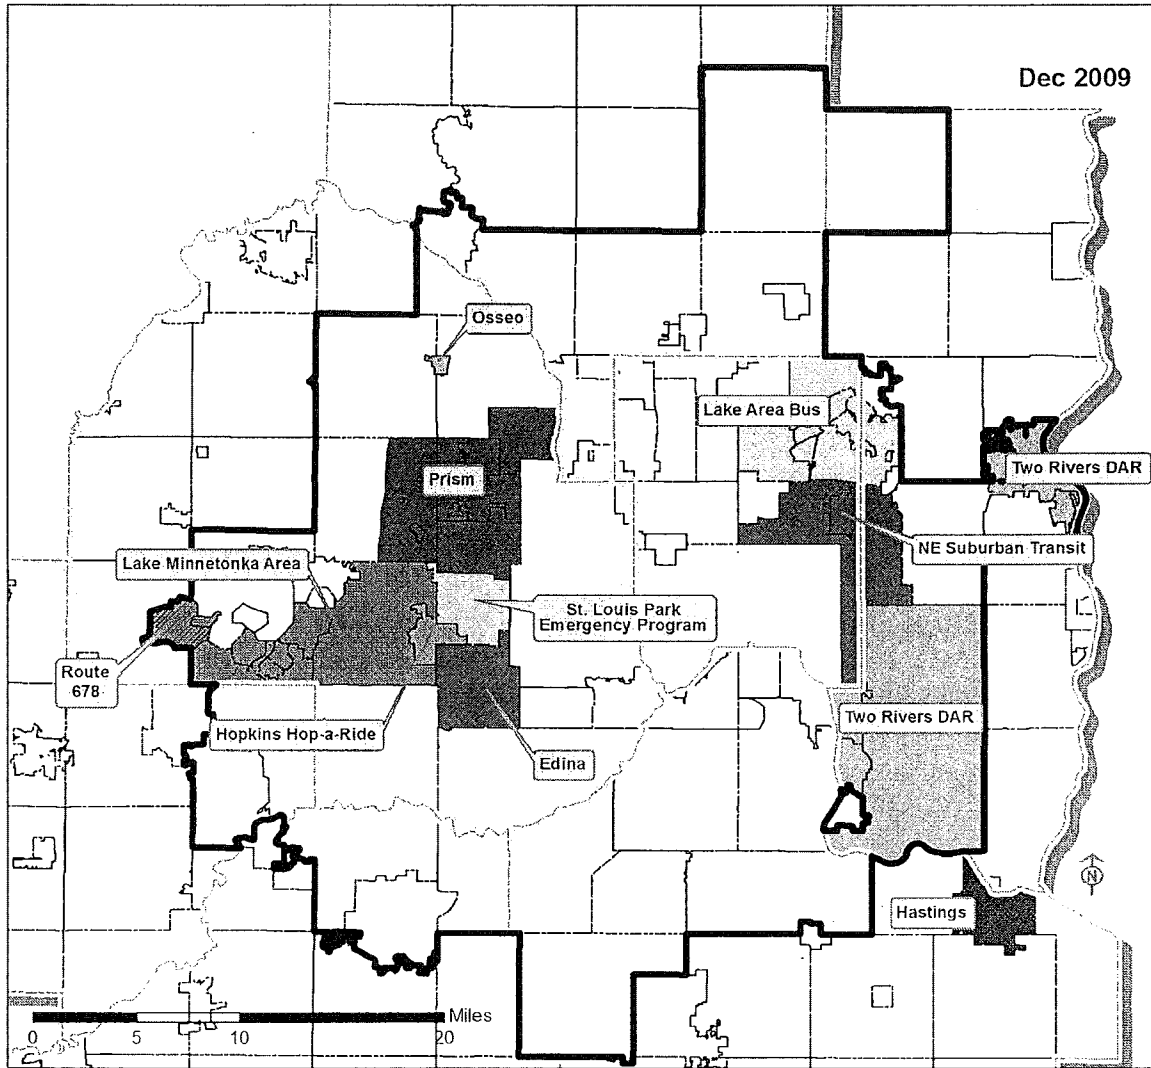 Dec 2009
Osseo
Lake Area Bus
Prism
Two Rivers DAR
NE Suburban Transit
Lake Minnetonka Area
St. Louis Park
Emergency Program
Route
678
Hopkins Hop-a-Ride
Two Rivers DAR
Edina
Hastings
N
Miles
0 5 10 20